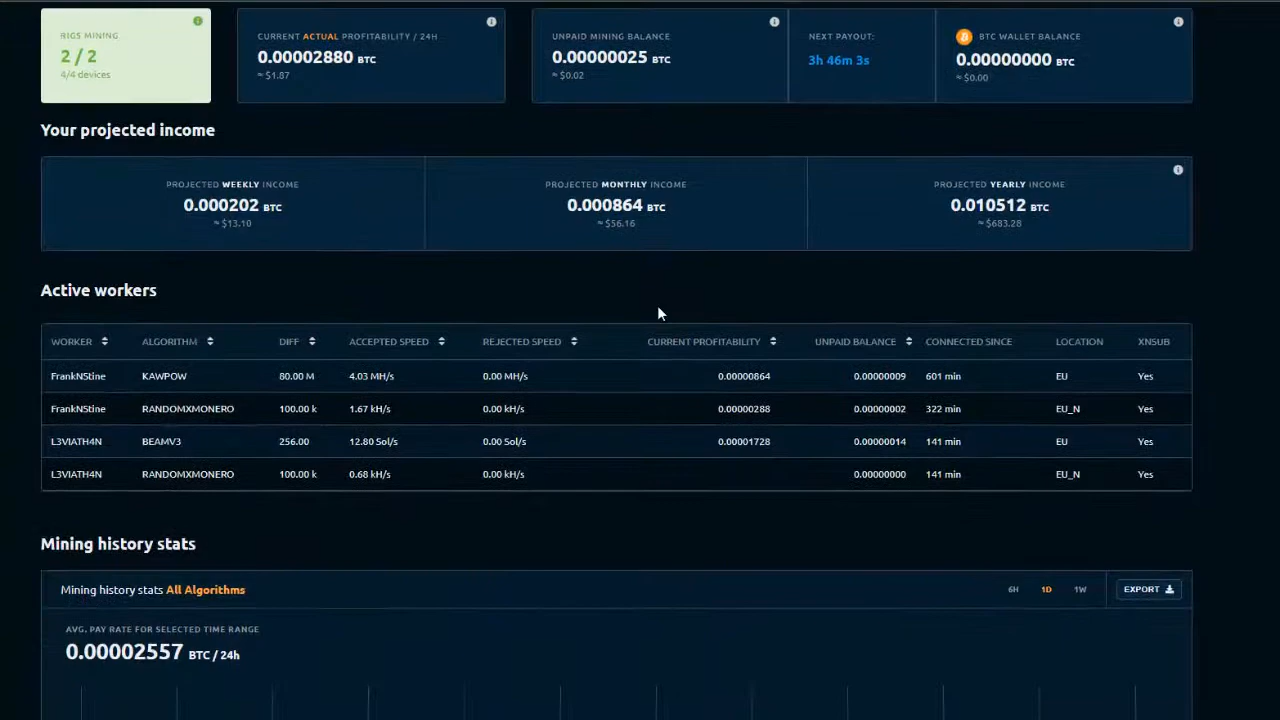 RIGS MINING
2 / 2
4/4 devices
CURRENT ACTUAL PROFITABILITY / 24H
0.00002880 BTC
≈ $1.87
UNPAID MINING BALANCE
0.00000025 BTC
≈ $0.02
NEXT PAYOUT:
3h 46m 3s
BTC WALLET BALANCE
0.00000000 BTC
≈ $0.00
Your projected income
PROJECTED WEEKLY INCOME
0.000202 BTC
≈ $13.10
PROJECTED MONTHLY INCOME
0.000864 BTC
≈ $56.16
PROJECTED YEARLY INCOME
0.010512 BTC
≈ $683.28
Active workers
WORKER ALGORITHM DIFF ACCEPTED SPEED REJECTED SPEED CURRENT PROFITABILITY UNPAID BALANCE CONNECTED SINCE LOCATION XNSUB
FrankNStine KAWPOW 80.00 M 4.03 MH/s 0.00 MH/s 0.00000864 0.00000009 601 min EU Yes
FrankNStine RANDOMXMONERO 100.00 k 1.67 kH/s 0.00 kH/s 0.00000288 0.00000002 322 min EU_N Yes
L3VIATH4N BEAMV3 256.00 12.80 Sol/s 0.00 Sol/s 0.00001728 0.00000014 141 min EU Yes
L3VIATH4N RANDOMXMONERO 100.00 k 0.68 kH/s 0.00 kH/s 0.00000000 141 min EU_N Yes
Mining history stats
Mining history stats All Algorithms 6H 1D 1W EXPORT
AVG. PAY RATE FOR SELECTED TIME RANGE
0.00002557 BTC / 24h